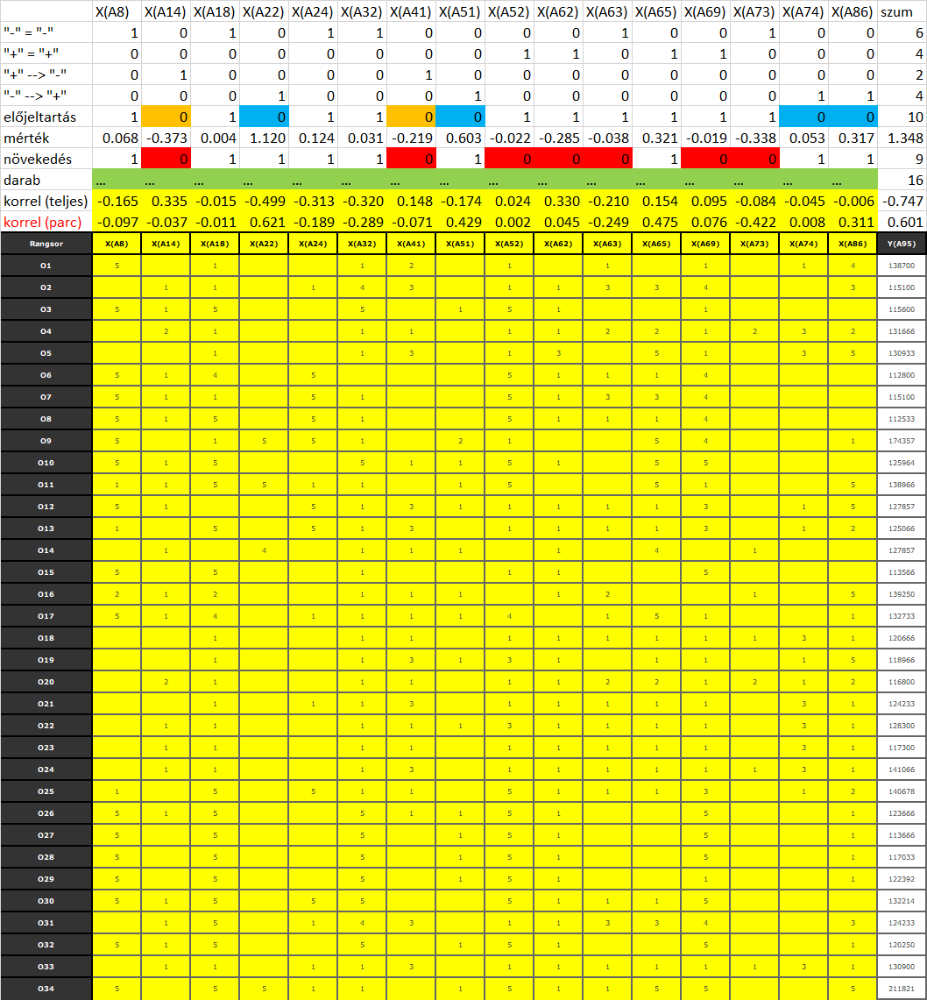 X(A8) X(A14) X(A18) X(A22) X(A24) X(A32) X(A41) X(A51) X(A52) X(A62) X(A63) X(A65) X(A69) X(A73) X(A74) X(A86) szum
"-" = "-" 1 0 1 0 1 1 0 0 0 0 1 0 0 1 0 0 6
"+" = "+" 0 0 0 0 0 0 0 0 1 1 0 1 1 0 0 0 4
"+" --> "-" 0 1 0 0 0 0 1 0 0 0 0 0 0 0 0 0 2
"-" --> "+" 0 0 0 1 0 0 0 1 0 0 0 0 0 0 1 1 4
előjeltartás 1 0 1 0 1 1 0 0 1 1 1 1 1 1 0 0 10
mérték 0.068 -0.373 0.004 1.120 0.124 0.031 -0.219 0.603 -0.022 -0.285 -0.038 0.321 -0.019 -0.338 0.053 0.317 1.348
növekedés 1 0 1 1 1 1 0 1 0 0 0 1 0 0 1 1 9
darab ... ... ... ... ... ... ... ... ... ... ... ... ... ... ... ... 16
korrel (teljes) -0.165 0.335 -0.015 -0.499 -0.313 -0.320 0.148 -0.174 0.024 0.330 -0.210 0.154 0.095 -0.084 -0.045 -0.006 -0.747
korrel (parc) -0.097 -0.037 -0.011 0.621 -0.189 -0.289 -0.071 0.429 0.002 0.045 -0.249 0.475 0.076 -0.422 0.008 0.311 0.601
Rangsor X(A8) X(A14) X(A18) X(A22) X(A24) X(A32) X(A41) X(A51) X(A52) X(A62) X(A63) X(A65) X(A69) X(A73) X(A74) X(A86) Y(A95)
O1 5 1 1 2 1 1 1 1 4 138700
O2 1 1 1 4 3 1 1 3 3 4 3 115100
O3 5 1 5 5 1 5 1 1 115600
O4 2 1 1 1 1 1 2 2 1 2 3 2 131666
O5 1 1 3 1 3 5 1 3 5 130933
O6 5 1 4 5 5 1 1 1 4 112800
O7 5 1 1 5 1 5 1 3 3 4 115100
O8 5 1 5 5 1 5 1 1 1 4 112533
O9 5 1 5 5 1 2 1 5 4 1 174357
O10 5 1 5 5 1 1 5 1 5 5 125964
O11 1 1 5 5 1 1 1 5 5 1 5 138966
O12 5 1 5 1 3 1 1 1 1 1 3 1 5 127857
O13 1 5 5 1 3 1 1 1 1 3 1 2 125066
O14 1 4 1 1 1 1 4 1 127857
O15 5 5 1 1 1 5 113566
O16 2 1 2 1 1 1 1 2 1 5 139250
O17 5 1 4 1 1 1 1 4 1 5 1 1 132733
O18 1 1 1 1 1 1 1 1 1 3 1 120666
O19 1 1 3 1 3 1 1 1 1 1 5 118966
O20 2 1 1 1 1 1 2 2 1 2 1 2 116800
O21 1 1 1 3 1 1 1 1 1 3 1 124233
O22 1 1 1 1 1 3 1 1 1 1 3 1 128300
O23 1 1 1 1 1 1 1 1 1 3 1 117300
O24 1 1 1 3 1 1 1 1 1 1 3 1 141066
O25 1 5 5 1 1 5 1 1 1 3 1 2 140678
O26 5 1 5 5 1 1 5 1 5 1 123666
O27 5 5 5 1 5 1 5 1 113666
O28 5 5 5 1 5 1 1 1 117033
O29 5 5 5 1 5 1 1 1 122392
O30 5 1 5 5 5 5 1 1 1 5 132214
O31 1 5 1 4 3 1 1 3 3 4 3 124233
O32 5 1 5 5 1 5 1 5 1 120250
O33 1 1 1 1 3 1 1 1 1 1 1 3 1 130900
O34 5 5 5 1 1 1 5 1 5 5 5 211821